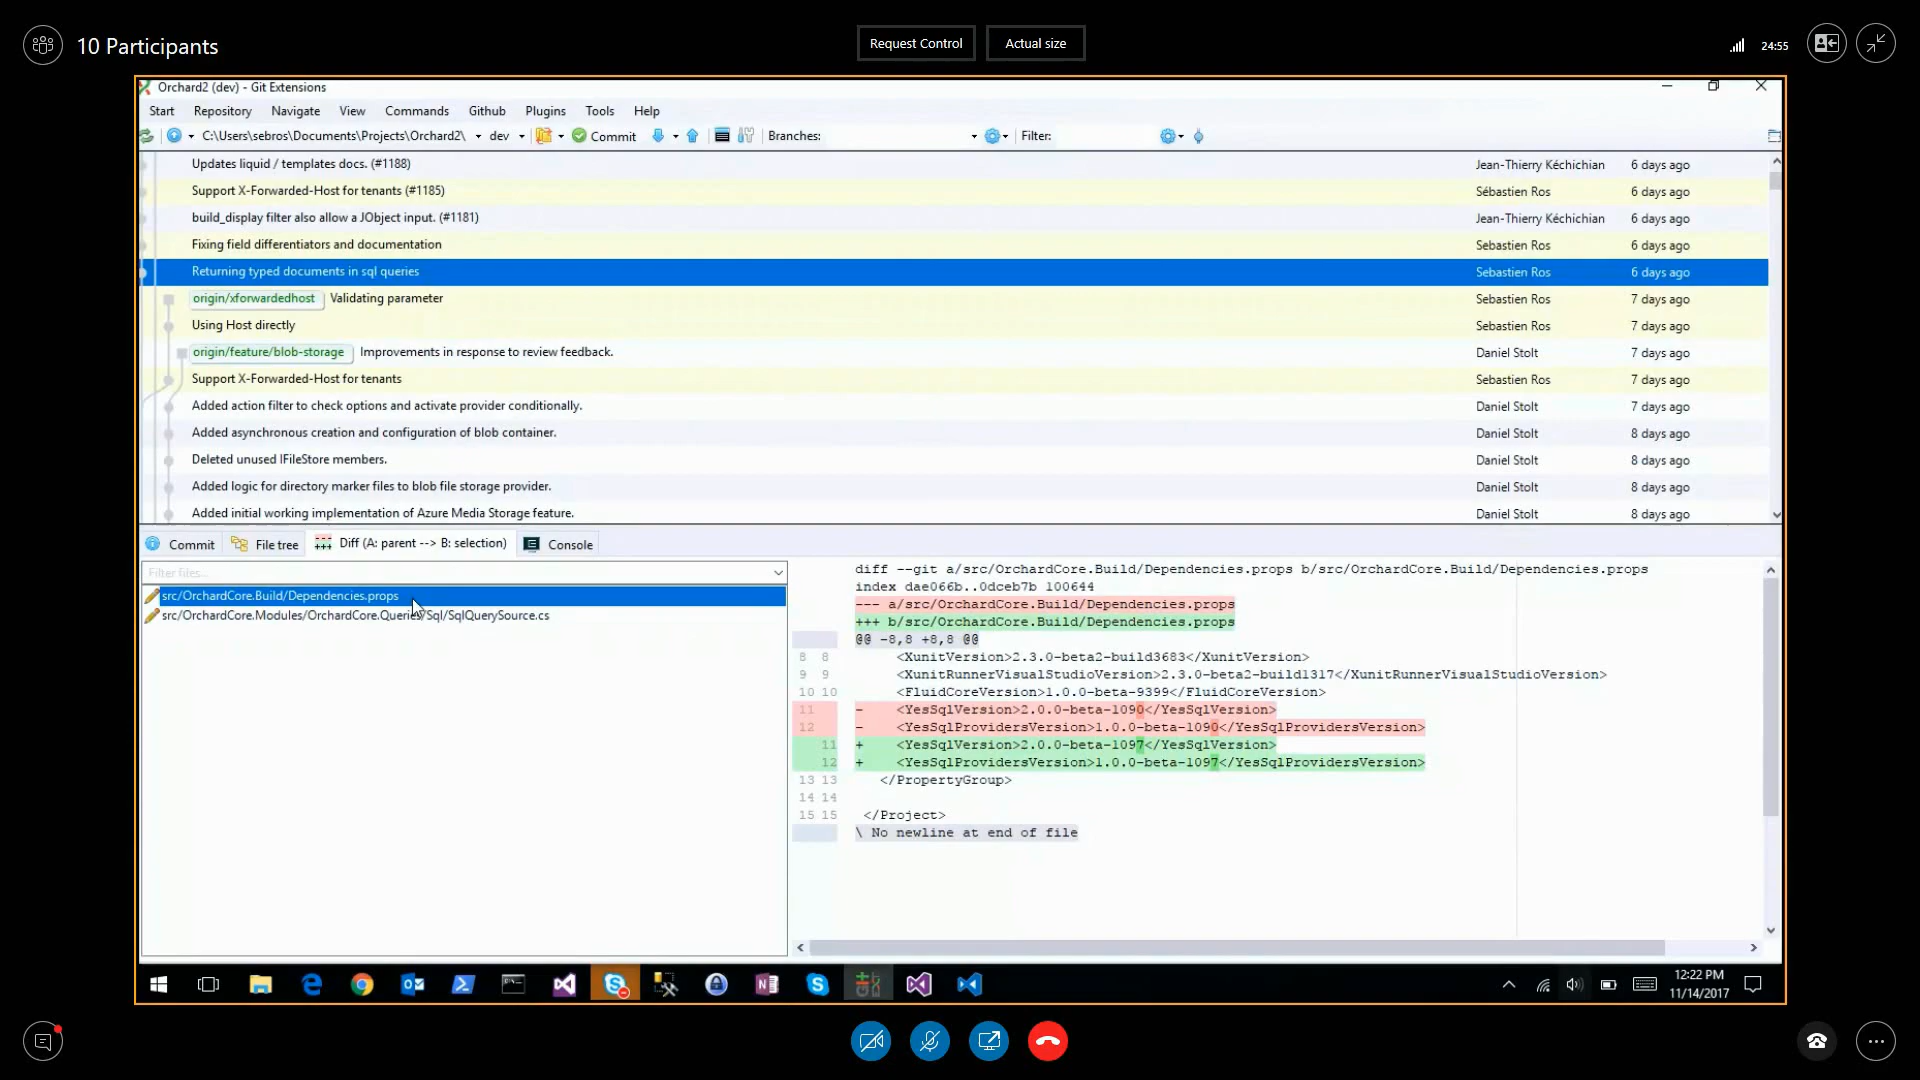 10 Participants
Request Control
Actual size
24:55
Orchard2 (dev) - Git Extensions
Start Repository Navigate View Commands Github Plugins Tools Help
C:\Users\sebros\Documents\Projects\Orchard2\ dev Commit Branches: Filter:
Updates liquid / templates docs. (#1188) Jean-Thierry Kéchichian 6 days ago
Support X-Forwarded-Host for tenants (#1185) Sébastien Ros 6 days ago
build_display filter also allow a JObject input. (#1181) Jean-Thierry Kéchichian 6 days ago
Fixing field differentiators and documentation Sebastien Ros 6 days ago
Returning typed documents in sql queries Sebastien Ros 6 days ago
origin/xforwardedhost Validating parameter Sebastien Ros 7 days ago
Using Host directly Sebastien Ros 7 days ago
origin/feature/blob-storage Improvements in response to review feedback. Daniel Stolt 7 days ago
Support X-Forwarded-Host for tenants Sebastien Ros 7 days ago
Added action filter to check options and activate provider conditionally. Daniel Stolt 7 days ago
Added asynchronous creation and configuration of blob container. Daniel Stolt 8 days ago
Deleted unused IFileStore members. Daniel Stolt 8 days ago
Added logic for directory marker files to blob file storage provider. Daniel Stolt 8 days ago
Added initial working implementation of Azure Media Storage feature. Daniel Stolt 8 days ago
Commit File tree Diff (A: parent --> B: selection) Console
Filter files...
src/OrchardCore.Build/Dependencies.props
src/OrchardCore.Modules/OrchardCore.Queries/Sql/SqlQuerySource.cs
diff --git a/src/OrchardCore.Build/Dependencies.props b/src/OrchardCore.Build/Dependencies.props
index dae066b..0dceb7b 100644
--- a/src/OrchardCore.Build/Dependencies.props
+++ b/src/OrchardCore.Build/Dependencies.props
@@ -8,8 +8,8 @@
8 8 <XunitVersion>2.3.0-beta2-build3683</XunitVersion>
9 9 <XunitRunnerVisualStudioVersion>2.3.0-beta2-build1317</XunitRunnerVisualStudioVersion>
10 10 <FluidCoreVersion>1.0.0-beta-9399</FluidCoreVersion>
11 - <YesSqlVersion>2.0.0-beta-1090</YesSqlVersion>
12 - <YesSqlProvidersVersion>1.0.0-beta-1090</YesSqlProvidersVersion>
11 + <YesSqlVersion>2.0.0-beta-1097</YesSqlVersion>
12 + <YesSqlProvidersVersion>1.0.0-beta-1097</YesSqlProvidersVersion>
13 13 </PropertyGroup>
14 14
15 15 </Project>
\ No newline at end of file
12:22 PM
11/14/2017